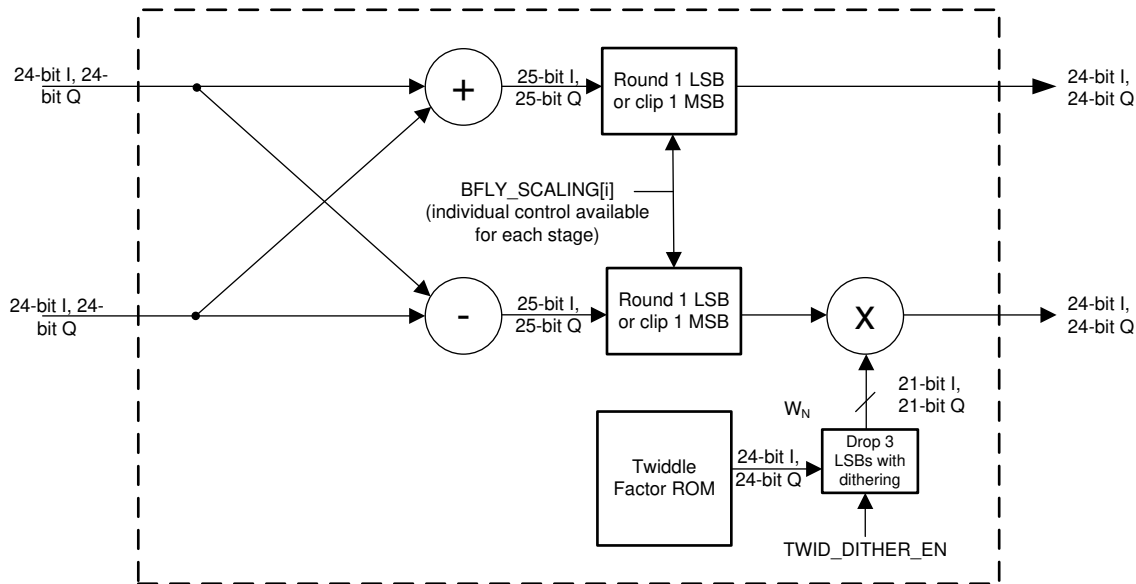 24-bit I, 24-
bit Q
+
25-bit I,
25-bit Q
Round 1 LSB
or clip 1 MSB
24-bit I,
24-bit Q
BFLY_SCALING[i]
(individual control available
for each stage)
24-bit I, 24-
bit Q
-
25-bit I,
25-bit Q
Round 1 LSB
or clip 1 MSB
X
24-bit I,
24-bit Q
21-bit I,
21-bit Q
WN
Twiddle
Factor ROM
24-bit I,
24-bit Q
Drop 3
LSBs with
dithering
TWID_DITHER_EN